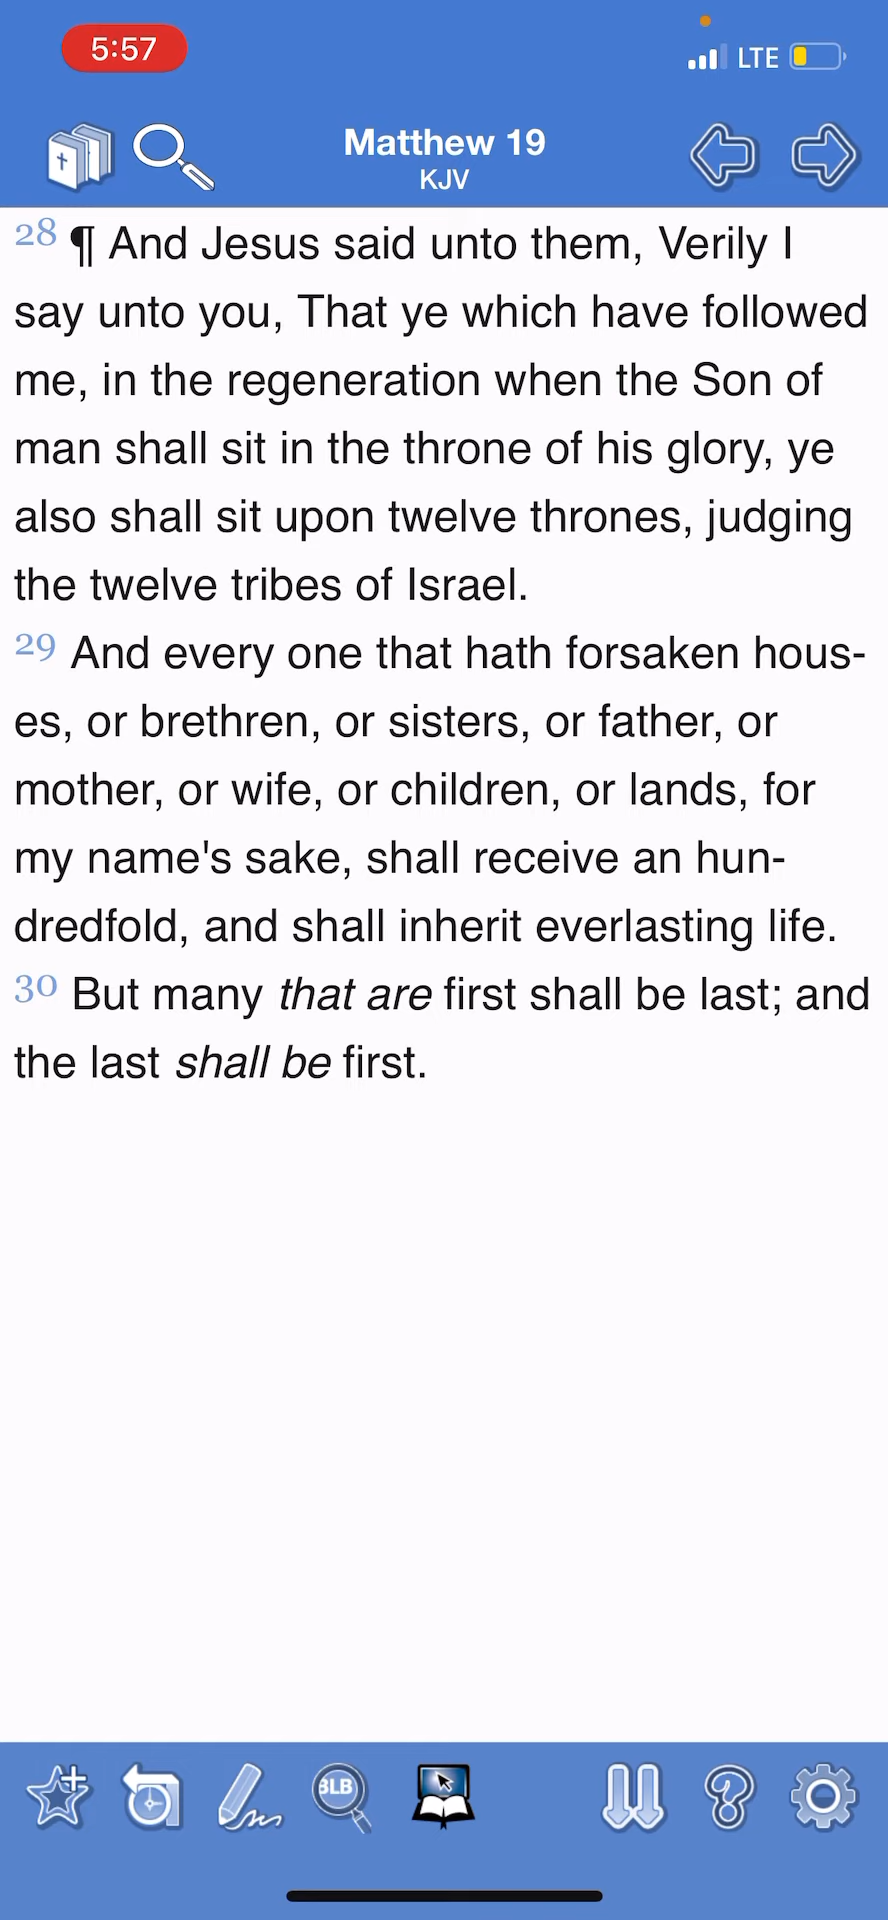 5:57
LTE
Matthew 19
KJV
28 ¶ And Jesus said unto them, Verily I
say unto you, That ye which have followed
me, in the regeneration when the Son of
man shall sit in the throne of his glory, ye
also shall sit upon twelve thrones, judging
the twelve tribes of Israel.
29 And every one that hath forsaken hous-
es, or brethren, or sisters, or father, or
mother, or wife, or children, or lands, for
my name's sake, shall receive an hun-
dredfold, and shall inherit everlasting life.
30 But many that are first shall be last; and
the last shall be first.
BLB